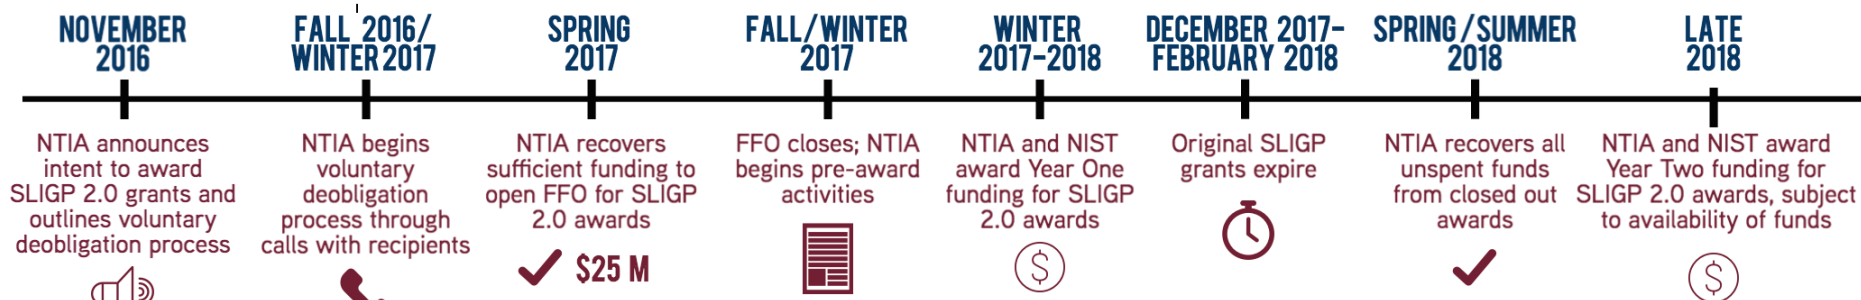 NOVEMBER
2016
NTIA announces
intent to award
SLIGP 2.0 grants and
outlines voluntary
deobligation process
FALL 2016/
WINTER 2017
NTIA begins
voluntary
deobligation
process through
calls with recipients
SPRING
2017
NTIA recovers
sufficient funding to
open FFO for SLIGP
2.0 awards
$25 M
FALL/WINTER
2017
FFO closes; NTIA
begins pre-award
activities
WINTER
2017-2018
NTIA and NIST
award Year One
funding for SLIGP
2.0 awards
$
DECEMBER 2017-
FEBRUARY 2018
Original SLIGP
grants expire
SPRING/SUMMER
2018
NTIA recovers all
unspent funds
from closed out
awards
LATE
2018
NTIA and NIST award
Year Two funding for
SLIGP 2.0 awards, subject
to availability of funds
$